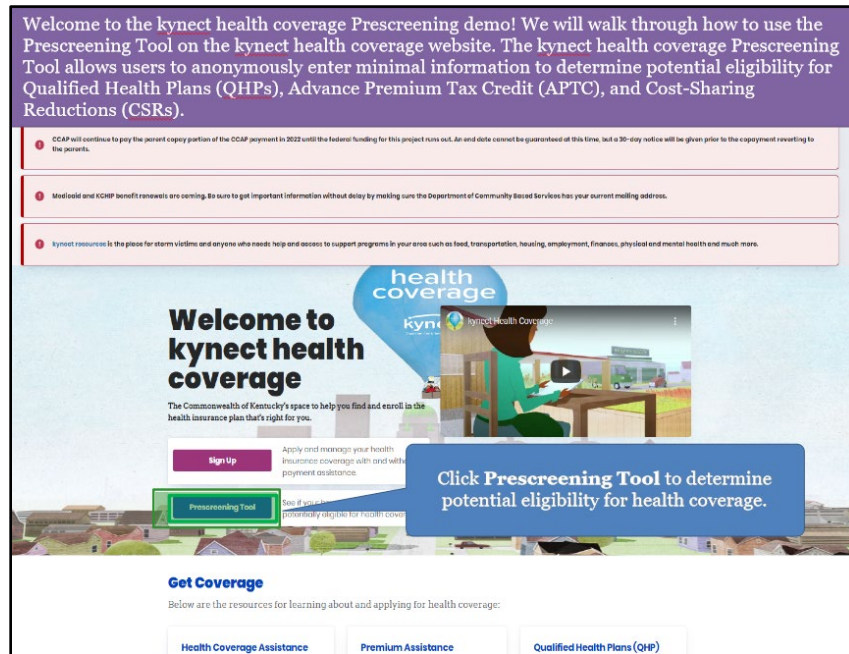 Welcome to the kynect health coverage Prescreening demo! We will walk through how to use the
Prescreening Tool on the kynect health coverage website. The kynect health coverage Prescreening
Tool allows users to anonymously enter minimal information to determine potential eligibility for
Qualified Health Plans (QHPs), Advance Premium Tax Credit (APTC), and Cost-Sharing
Reductions (CSRs).
CCAP will continue to pay the parent copay portion of the CCAP payment in 2022 until the federal funding for this project runs out. An end date cannot be guaranteed at this time, but a 30-day notice will be given prior to the copayment reverting to
the parents.
Medicaid and KCHIP benefit renewals are coming. Be sure to get important information without delay by making sure the Department of Community Based Services has your current mailing address.
kynect resources is the place for storm victims and anyone who needs help and access to support programs in your area such as food, transportation, housing, employment, finances, physical and mental health and much more.
health
coverage
kyne
Welcome to
kynect health
coverage
The Commonwealth of Kentucky's space to help you find and enroll in the
health insurance plan that's right for you.
kynect Health Coverage
Sign Up
Apply and manage your health
insurance coverage with and witho
payment assistance.
Prescreening Tool
See if your
potentially eligible for health cover
Click Prescreening Tool to determine
potential eligibility for health coverage.
Get Coverage
Below are the resources for learning about and applying for health coverage:
Health Coverage Assistance
Premium Assistance
Qualified Health Plans (QHP)